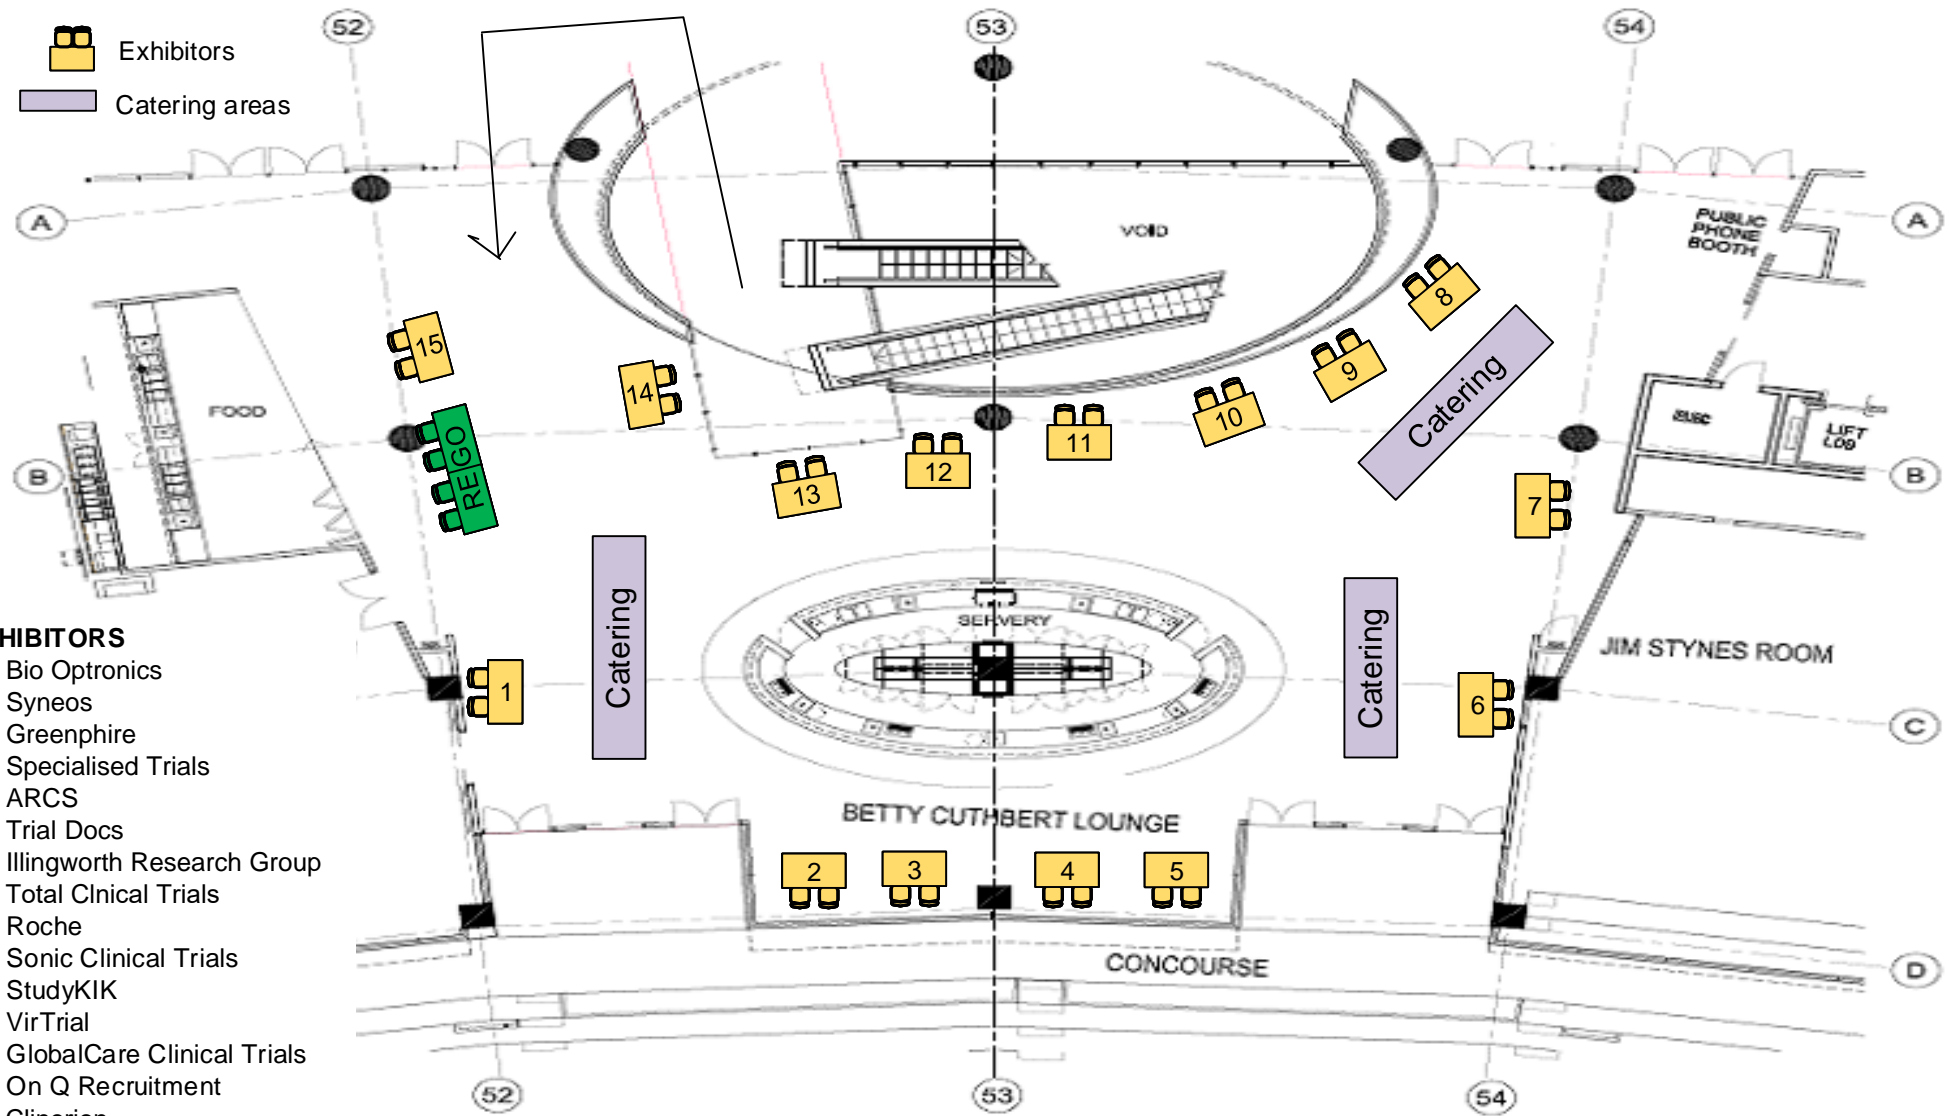 52
53
54
Exhibitors
Catering areas
A
A
PUBLIC
PHONE
BOOTH
VOID
8
15
9
14
FOOD
10
Catering
11
LIFT
LOB
REGO
12
B
B
13
7
SERVERY
HIBITORS
JIM STYNES ROOM
Bio Optronics
1
Catering
Catering
6
Syneos
C
Greenphire
Specialised Trials
ARCS
BETTY CUTHBERT LOUNGE
Trial Docs
Illingworth Research Group
2
3
4
5
Total Clnical Trials
Roche
Sonic Clinical Trials
CONCOURSE
D
StudyKIK
VirTrial
GlobalCare Clinical Trials
On Q Recruitment
52
53
54